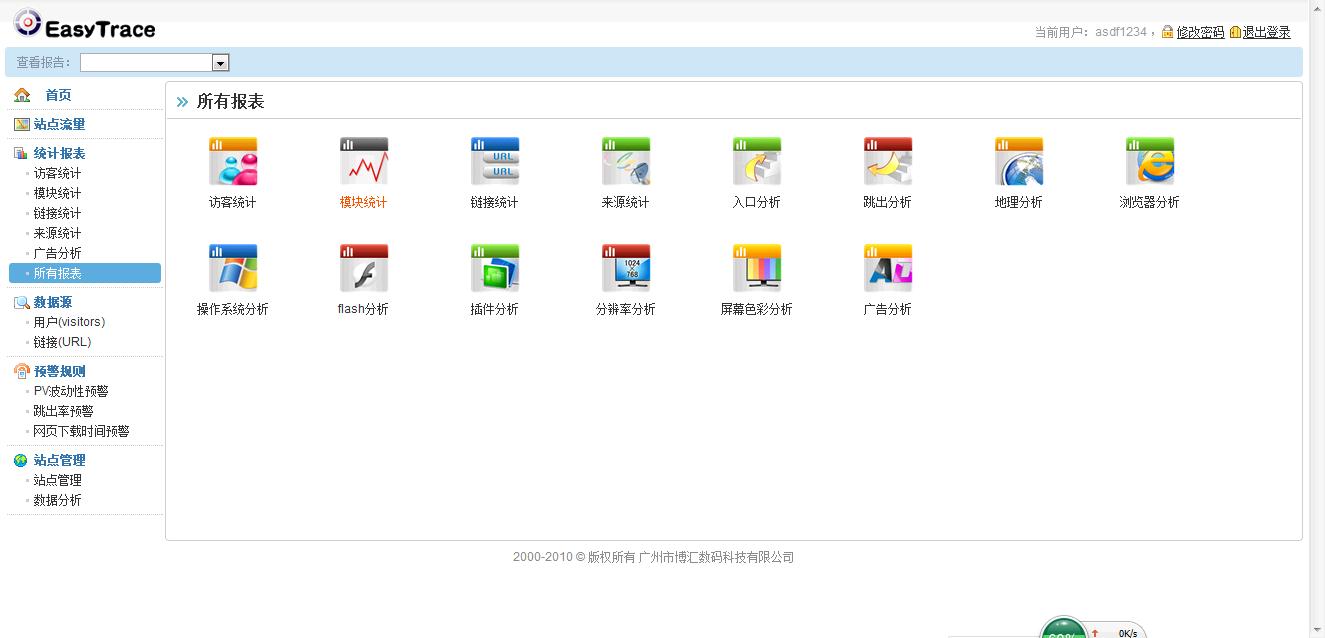 EasyTrace
当前用户：asdf1234 ， 修改密码 退出登录
查看报告：
首页
站点流量
统计报表
访客统计
模块统计
链接统计
来源统计
广告分析
所有报表
数据源
用户(visitors)
链接(URL)
预警规则
PV波动性预警
跳出率预警
网页下载时间预警
站点管理
站点管理
数据分析
所有报表
URL
URL
访客统计 模块统计 链接统计 来源统计 入口分析 跳出分析 地理分析 浏览器分析
1024
×768
操作系统分析 flash分析 插件分析 分辨率分析 屏幕色彩分析 广告分析
2000-2010 © 版权所有 广州市博汇数码科技有限公司
0K/s